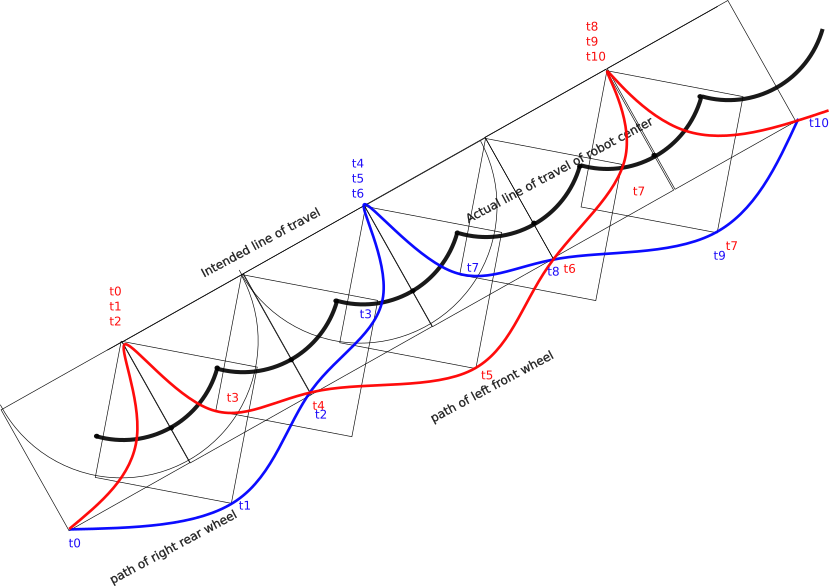 t8
t9
t10
t10
Actual line of travel of robot center
t4
t5
t6
t7
Intended line of travel
t7
t9
t7
t8
t6
t0
t1
t2
t3
t5
t3
t4
t2
path of left front wheel
t1
path of right rear wheel
t0